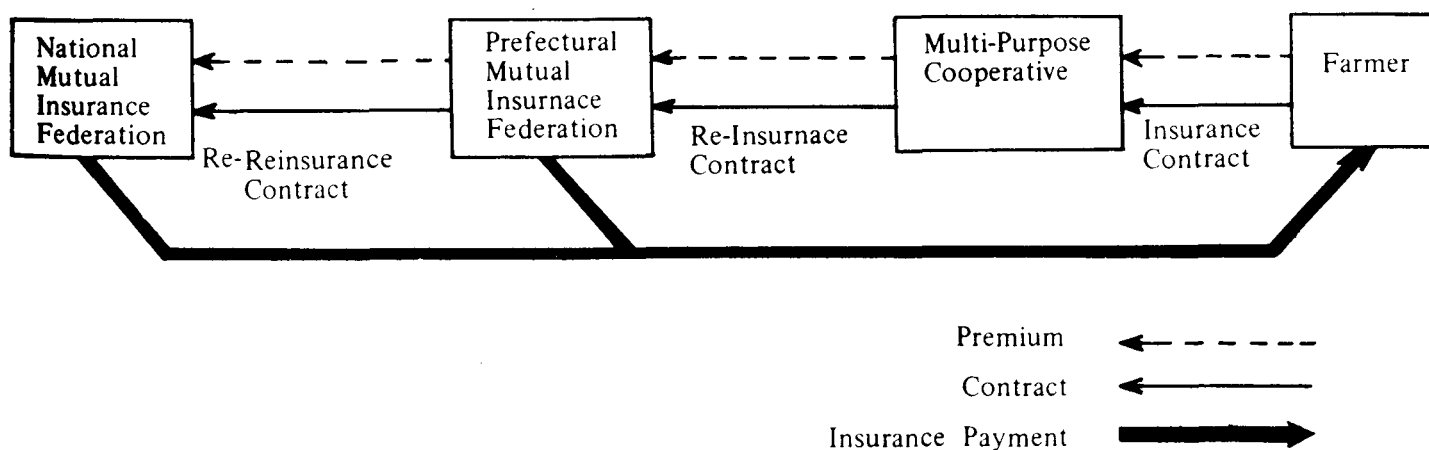 National
Mutual
Insurance
Federation
Prefectural
Mutual
Insurnace
Federation
Multi-Purpose
Cooperative
Farmer
Re-Reinsurance
Contract
Re-Insurnace
Contract
Insurance
Contract
Premium
Contract
Insurance Payment